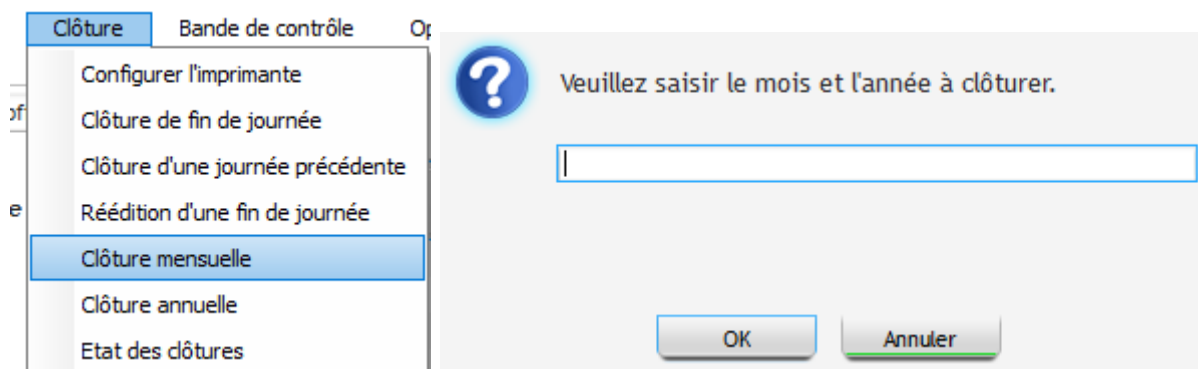 Clôture Bande de contrôle
Configurer l'imprimante
Clôture de fin de journée
Clôture d'une journée précédente
Réédition d'une fin de journée
Clôture mensuelle
Clôture annuelle
Etat des clôtures
Veuillez saisir le mois et l'année à clôturer.
OK Annuler